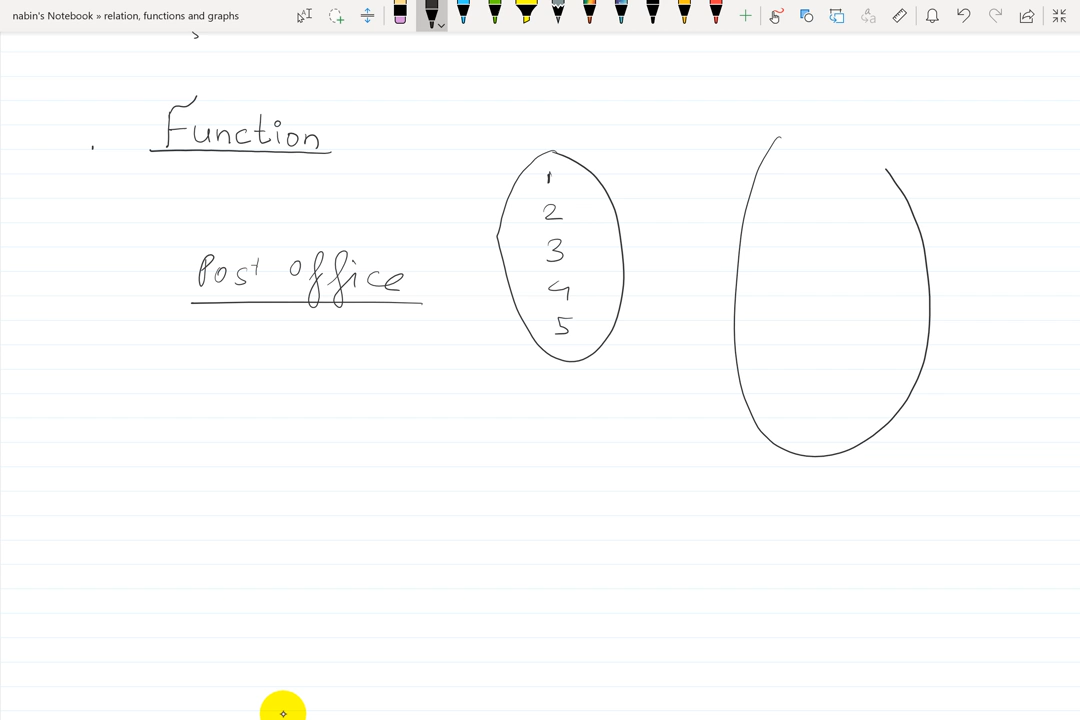 nabin's Notebook » relation, functions and graphs
Function
Post office
1
2
3
4
5